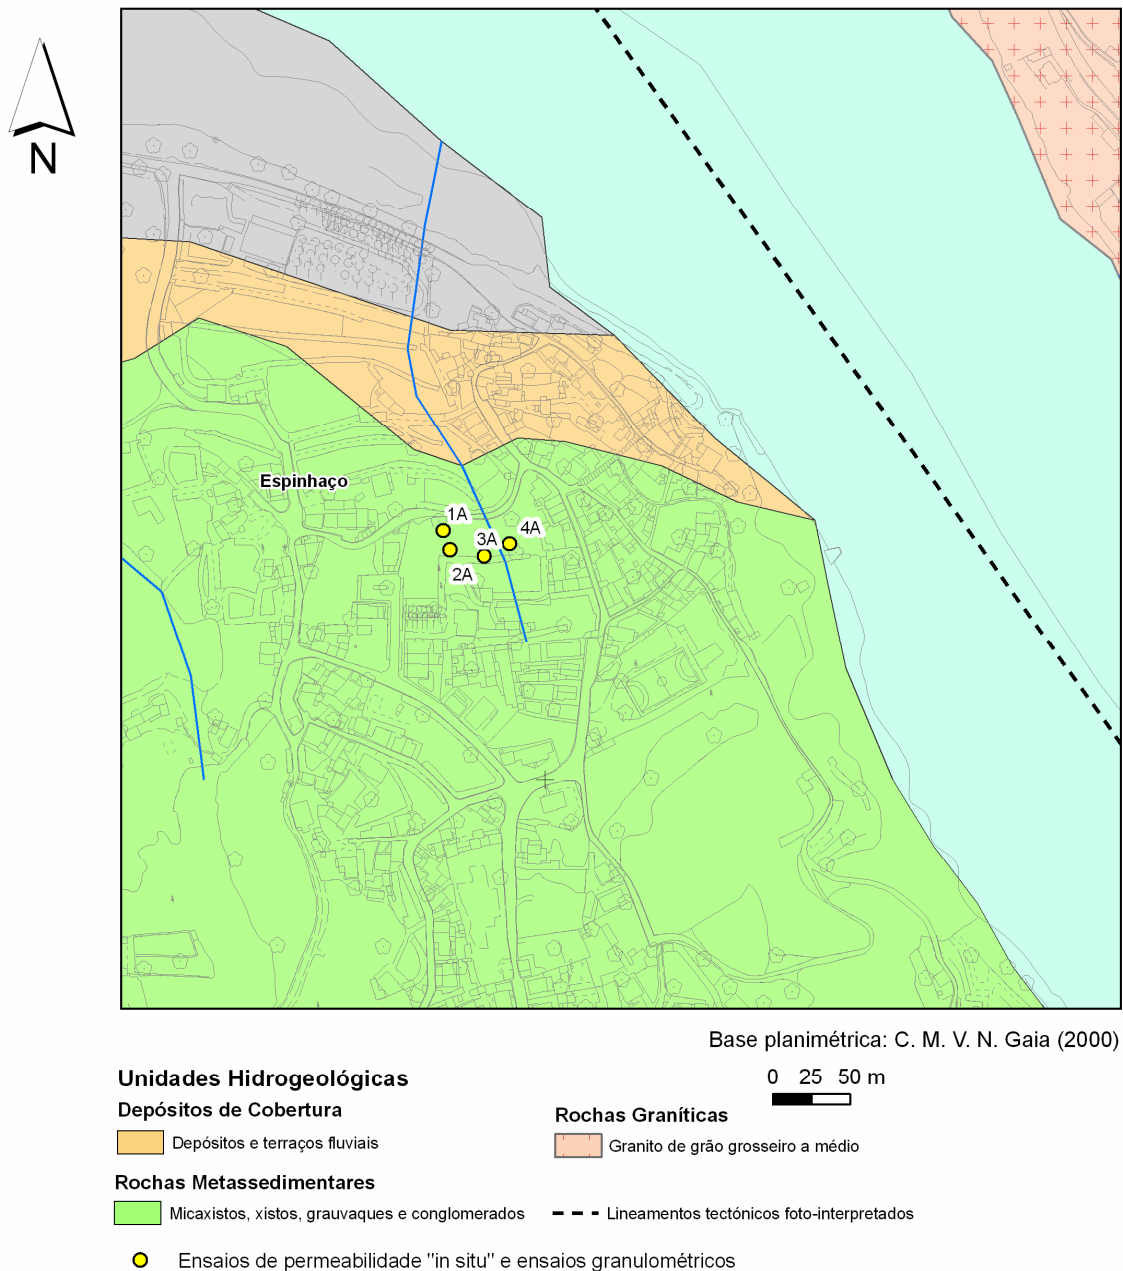 N
Espinhaço
1A
4A
3A
2A
Base planimétrica: C. M. V. N. Gaia (2000)
0 25 50 m
Unidades Hidrogeológicas
Depósitos de Cobertura
Depósitos e terraços fluviais
Rochas Graníticas
Granito de grão grosseiro a médio
Rochas Metassedimentares
Micaxistos, xistos, grauvaques e conglomerados
Lineamentos tectónicos foto-interpretados
Ensaios de permeabilidade "in situ" e ensaios granulométricos